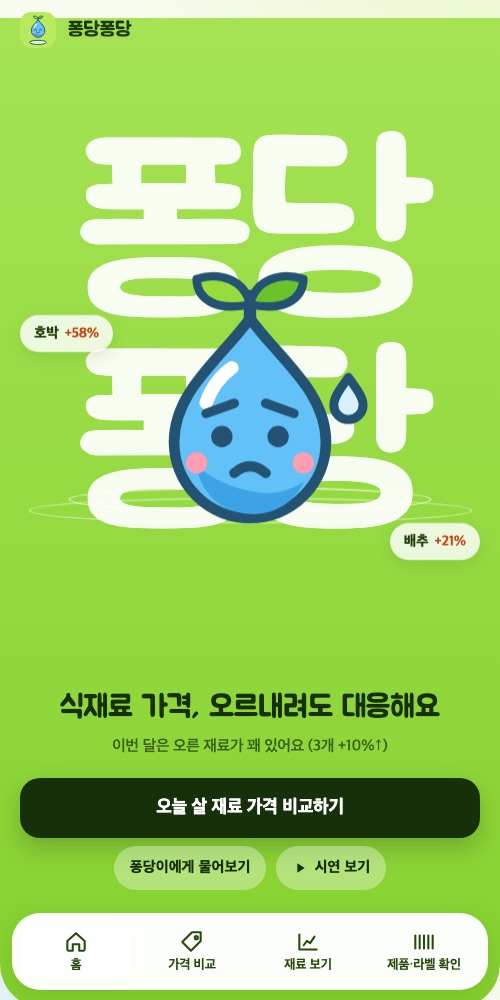 퐁당퐁당
퐁당
호박 +58%
퐁당
배추 +21%
식재료 가격, 오르내려도 대응해요
이번 달은 오른 재료가 꽤 있어요 (3개 +10%↑)
오늘 살 재료 가격 비교하기
퐁당이에게 물어보기
▶ 시연 보기
홈
가격 비교
재료 보기
제품·라벨 확인